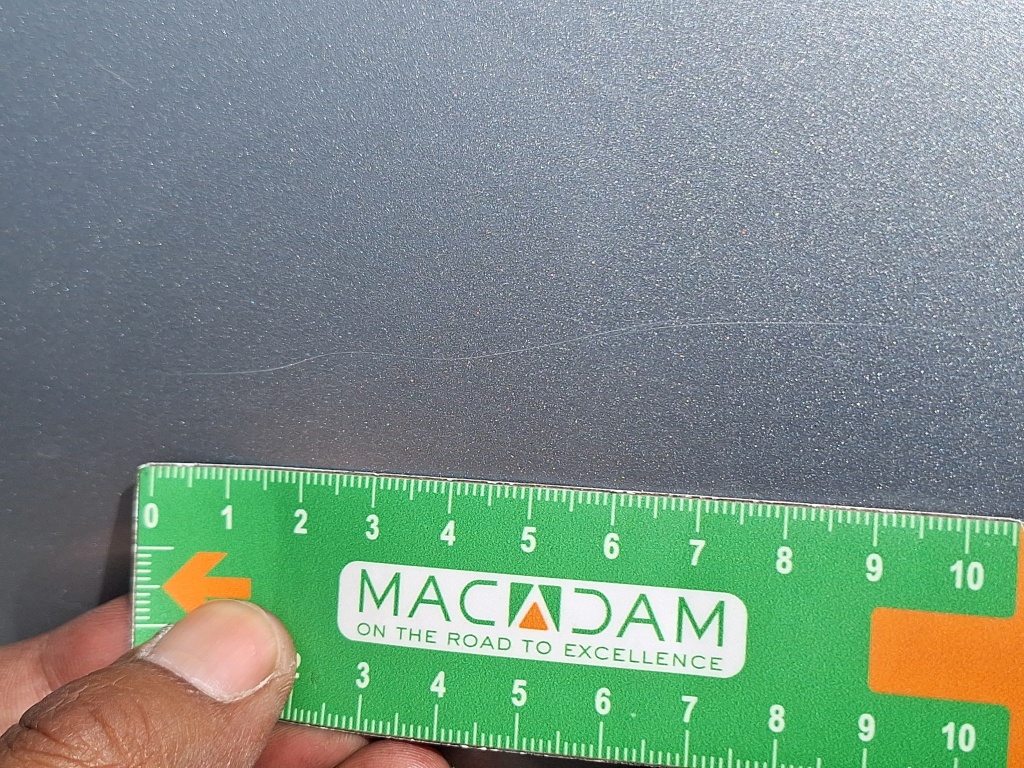 0 1 2 3 4 5 6 7 8 9 10
MACADAM
ON THE ROAD TO EXCELLENCE
3 4 5 6 7 8 9 10